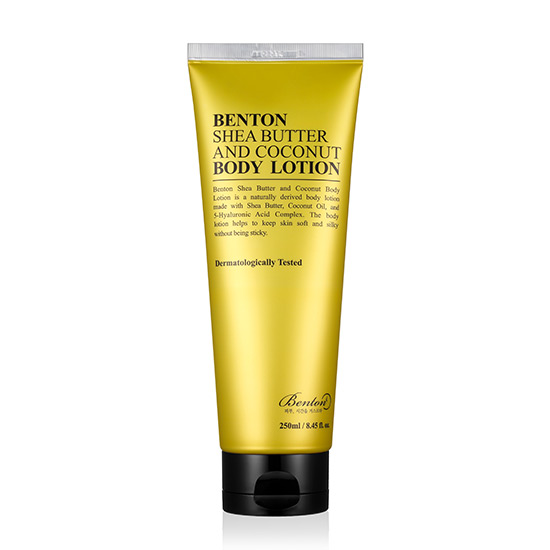 BENTON
SHEA BUTTER
AND COCONUT
BODY LOTION
Benton Shea Butter and Coconut Body
Lotion is a naturally derived body lotion
made with Shea Butter, Coconut Oil, and
5-Hyaluronic Acid Complex. The body
lotion helps to keep skin soft and silky
without being sticky.
Dermatologically Tested
Benton
250ml / 8.45 fl. oz.